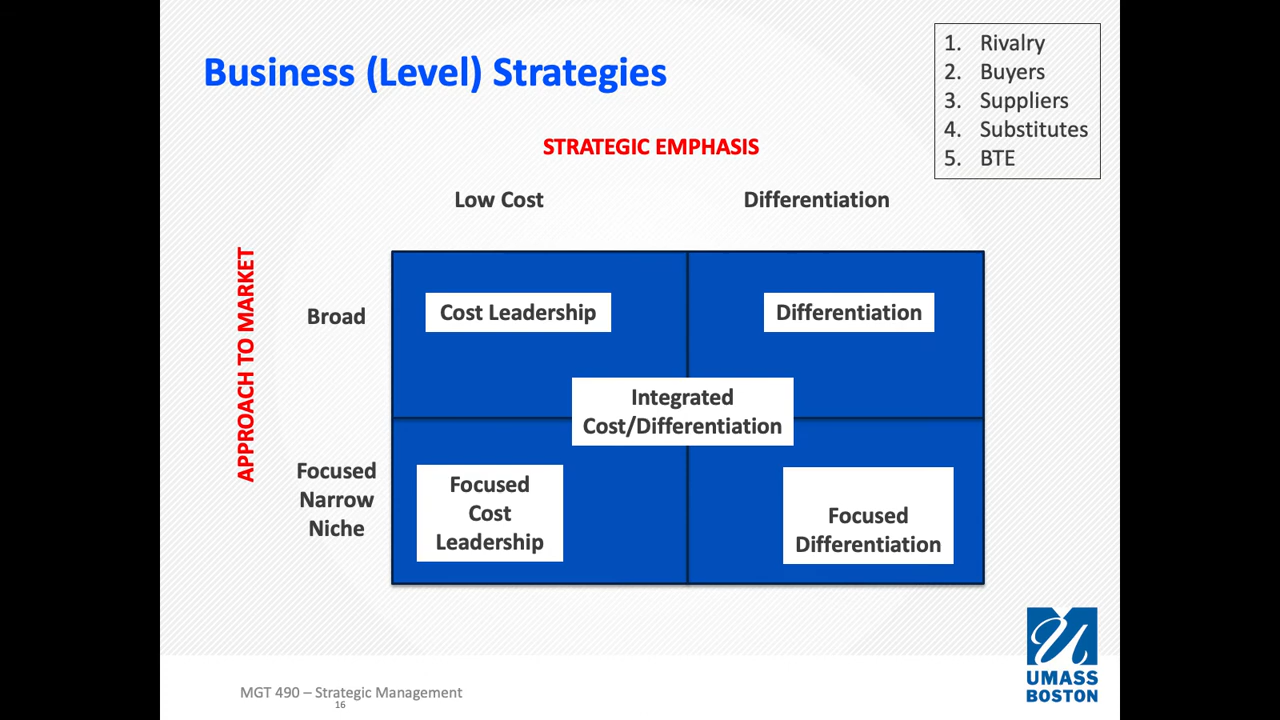 Business (Level) Strategies
1. Rivalry
2. Buyers
3. Suppliers
4. Substitutes
5. BTE
STRATEGIC EMPHASIS
Low Cost
Differentiation
APPROACH TO MARKET
Broad
Cost Leadership
Differentiation
Integrated
Cost/Differentiation
Focused
Narrow
Niche
Focused
Cost
Leadership
Focused
Differentiation
UMASS
BOSTON
MGT 490 – Strategic Management
16